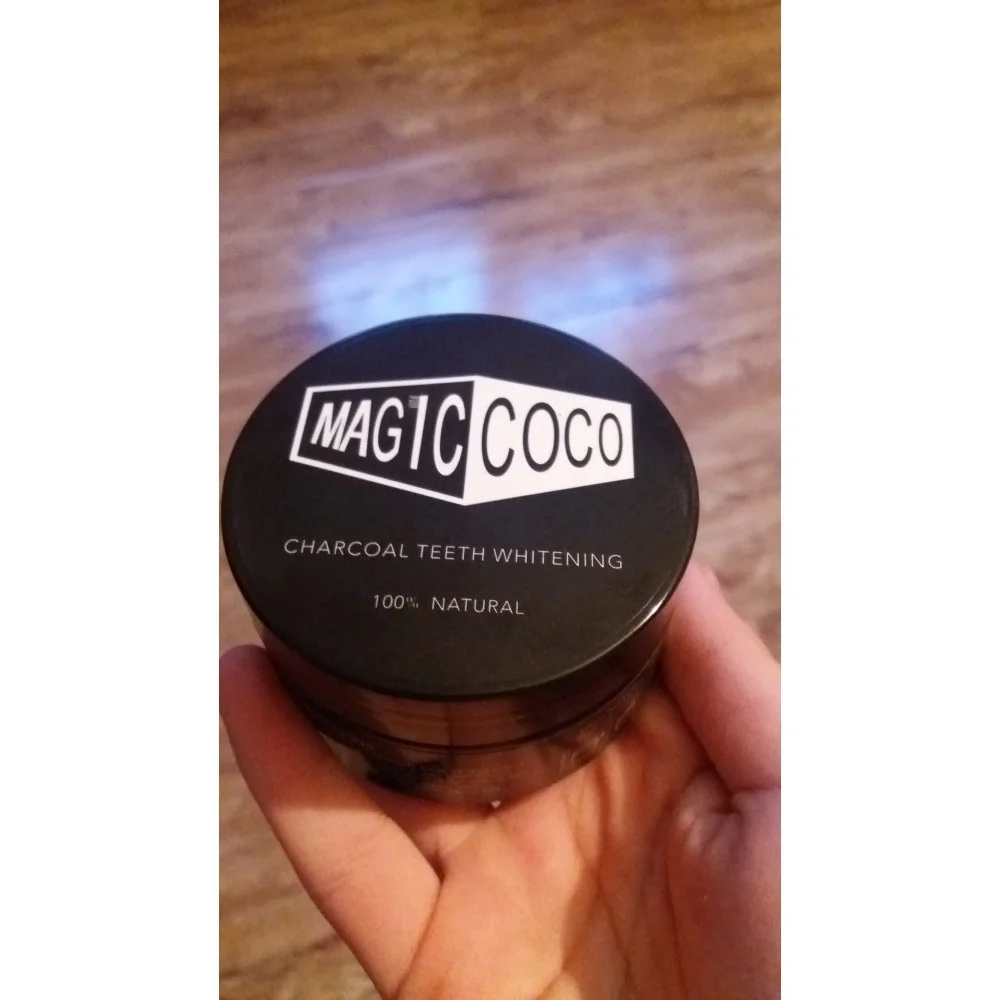 MAGIC COCO
CHARCOAL TEETH WHITENING
100% NATURAL